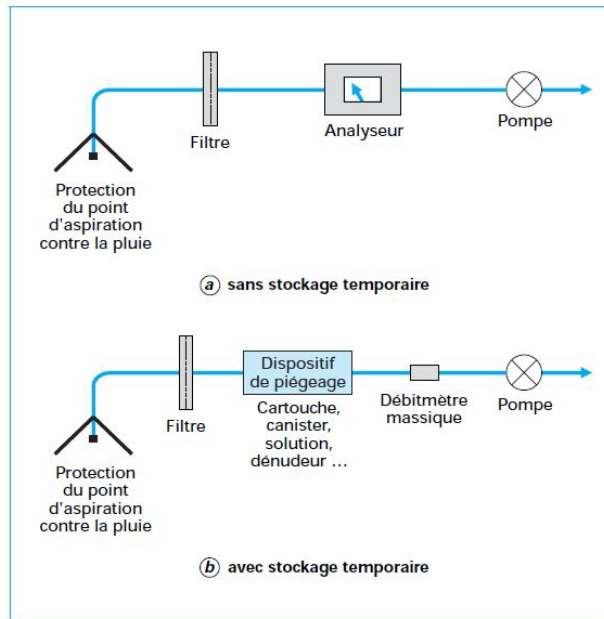 Filtre
Analyseur
Pompe
Protection
du point
d'aspiration
contre la pluie
a sans stockage temporaire
Filtre
Dispositif
de piégeage
Cartouche,
canister,
solution,
dénudeur ...
Débitmètre
massique
Pompe
Protection
du point
d'aspiration
contre la pluie
b avec stockage temporaire